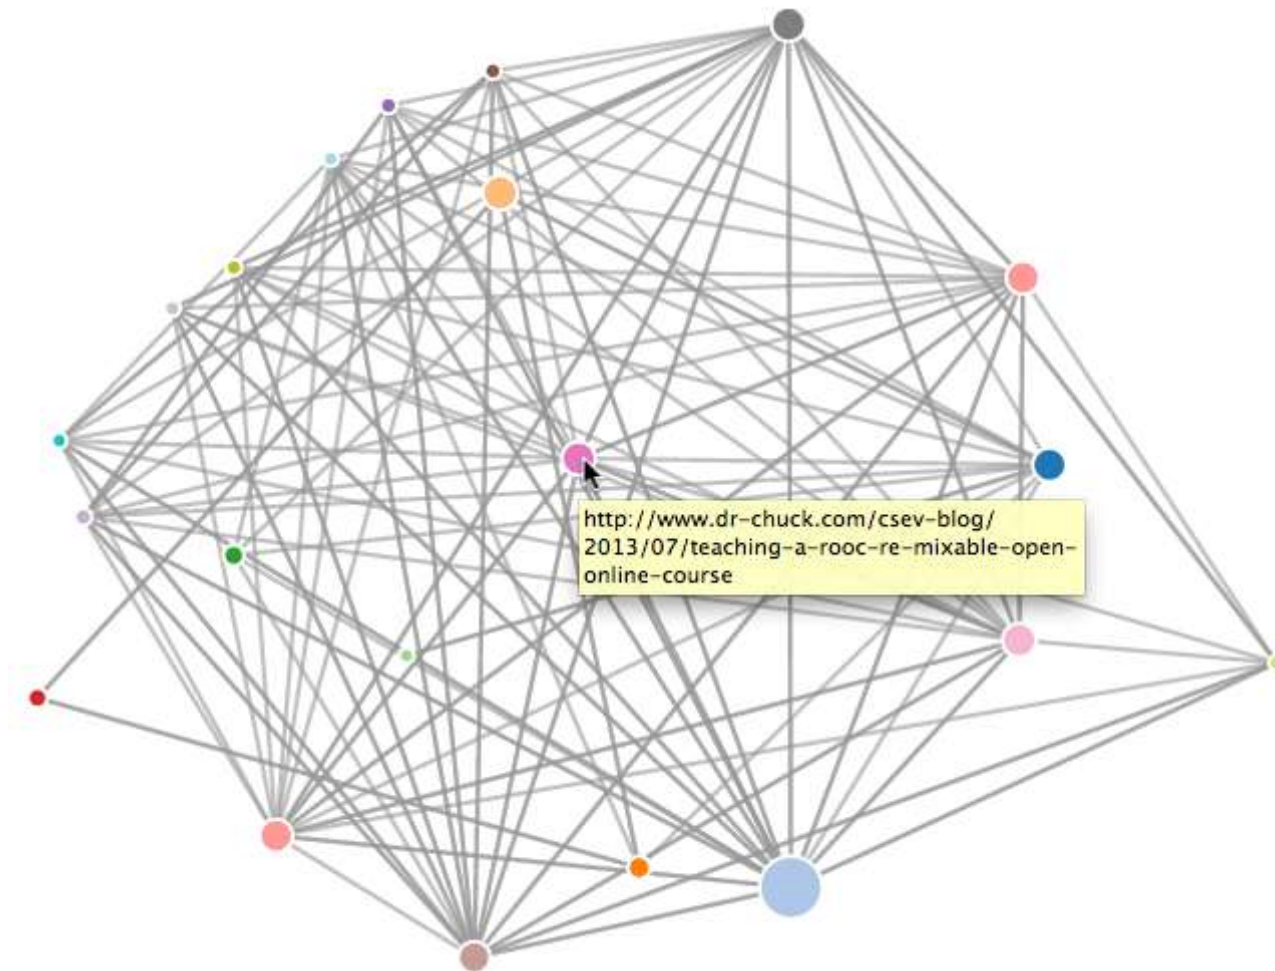 http://www.dr-chuck.com/csev-blog/
2013/07/teaching-a-rooc-re-mixable-open-
online-course